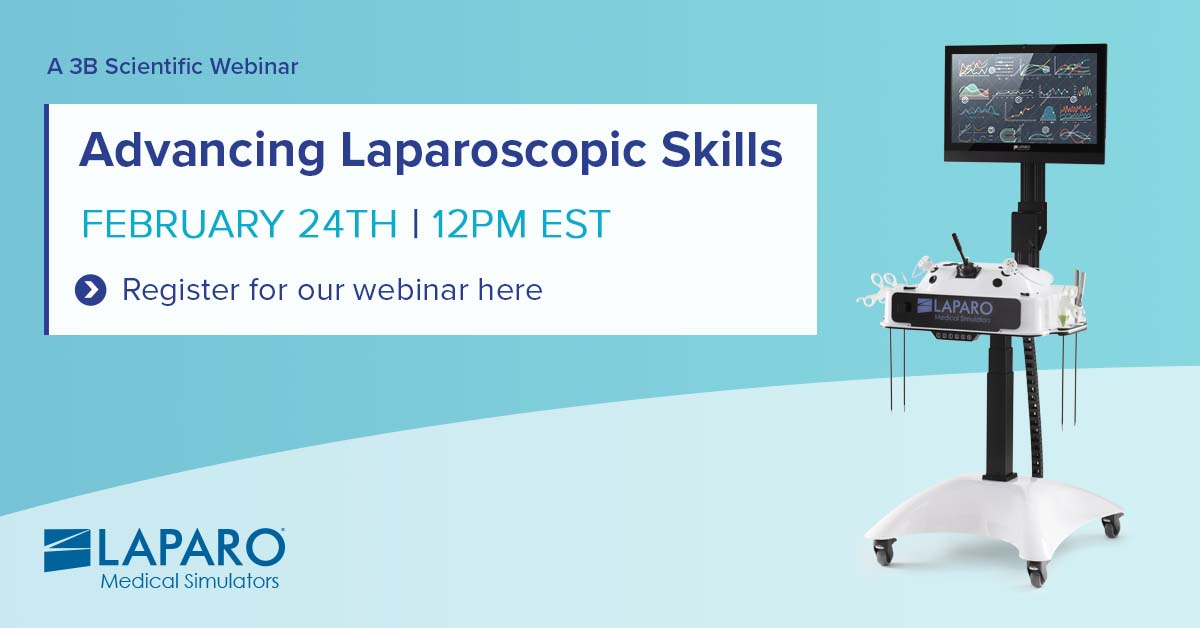 A 3B Scientific Webinar
Advancing Laparoscopic Skills
FEBRUARY 24TH | 12PM EST
Register for our webinar here
LAPARO
LAPARO
Medical Simulators
LAPARO®
Medical Simulators